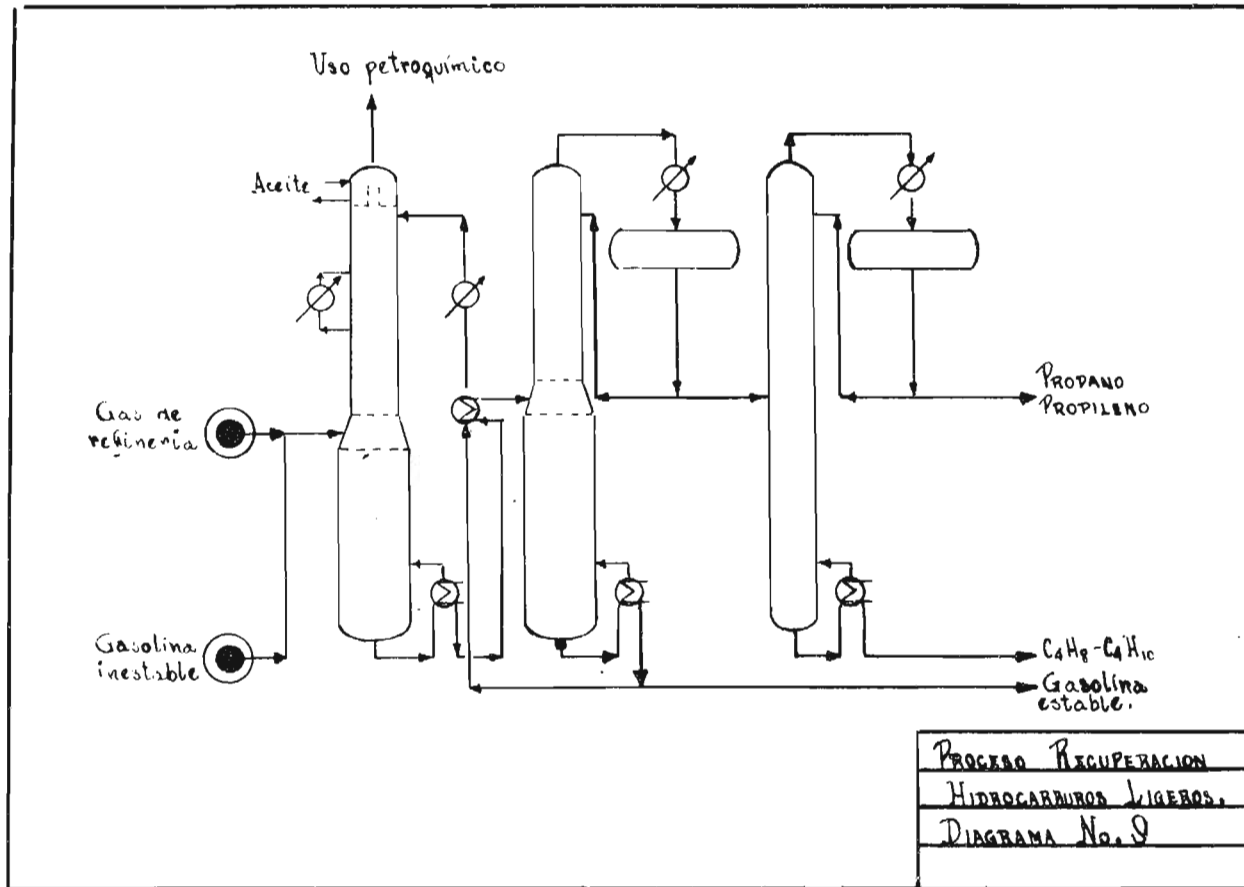 Uso petroquímico
Aceite
Gas de
refineria
Gasolina
inestable
PROPANO
PROPILENO
C4H8-C4H10
Gasolina
estable.
PROCESO RECUPERACION
HIDROCARBUROS LIGEROS.
DIAGRAMA No. 9